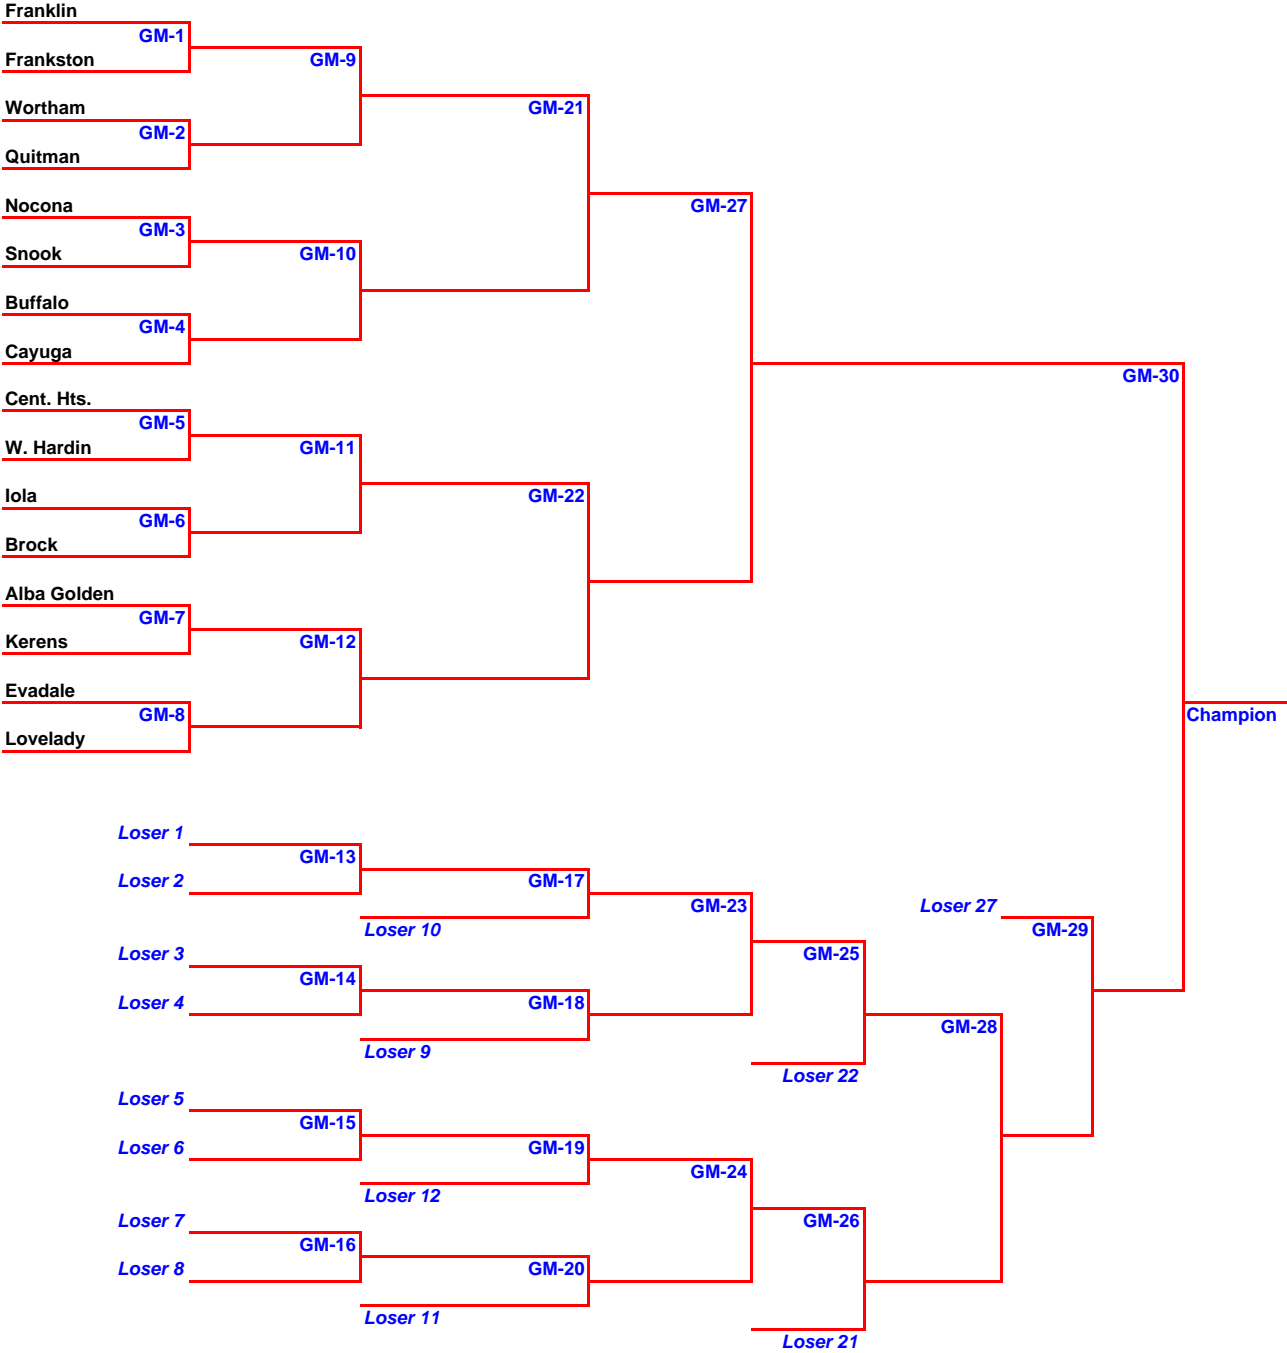 Franklin
GM-1
Frankston
GM-9
Wortham
GM-21
GM-2
Quitman
Nocona
GM-27
GM-3
Snook
GM-10
Buffalo
GM-4
Cayuga
GM-30
Cent. Hts.
GM-5
W. Hardin
GM-11
Iola
GM-22
GM-6
Brock
Alba Golden
GM-7
Kerens
GM-12
Evadale
GM-8
Champion
Lovelady
Loser 1
GM-13
Loser 2
GM-17
GM-23
Loser 27
Loser 10
GM-29
Loser 3
GM-25
GM-14
Loser 4
GM-18
GM-28
Loser 9
Loser 22
Loser 5
GM-15
Loser 6
GM-19
GM-24
Loser 12
Loser 7
GM-26
GM-16
Loser 8
GM-20
Loser 11
Loser 21